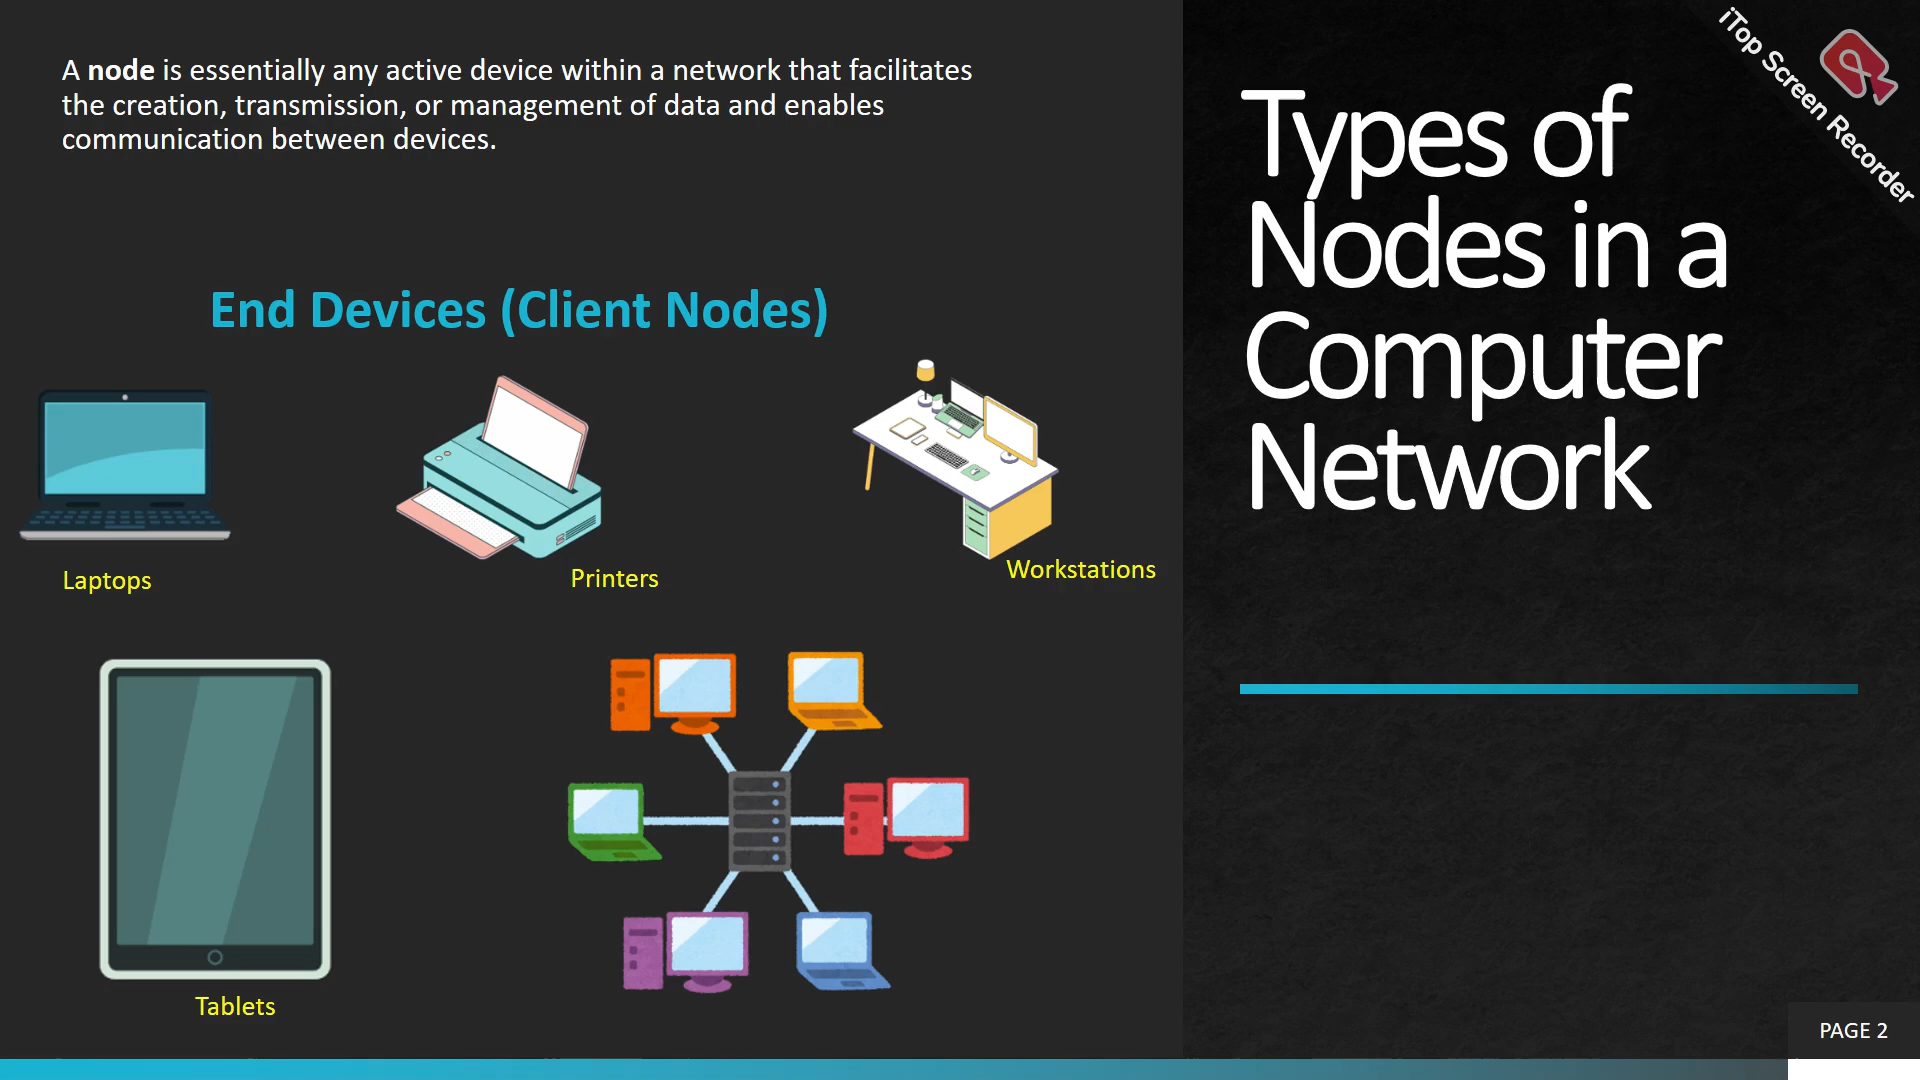 A node is essentially any active device within a network that facilitates
the creation, transmission, or management of data and enables
communication between devices.
End Devices (Client Nodes)
Laptops
Printers
Workstations
Tablets
Types of
Nodes in a
Computer
Network
iTop Screen Recorder
PAGE 2